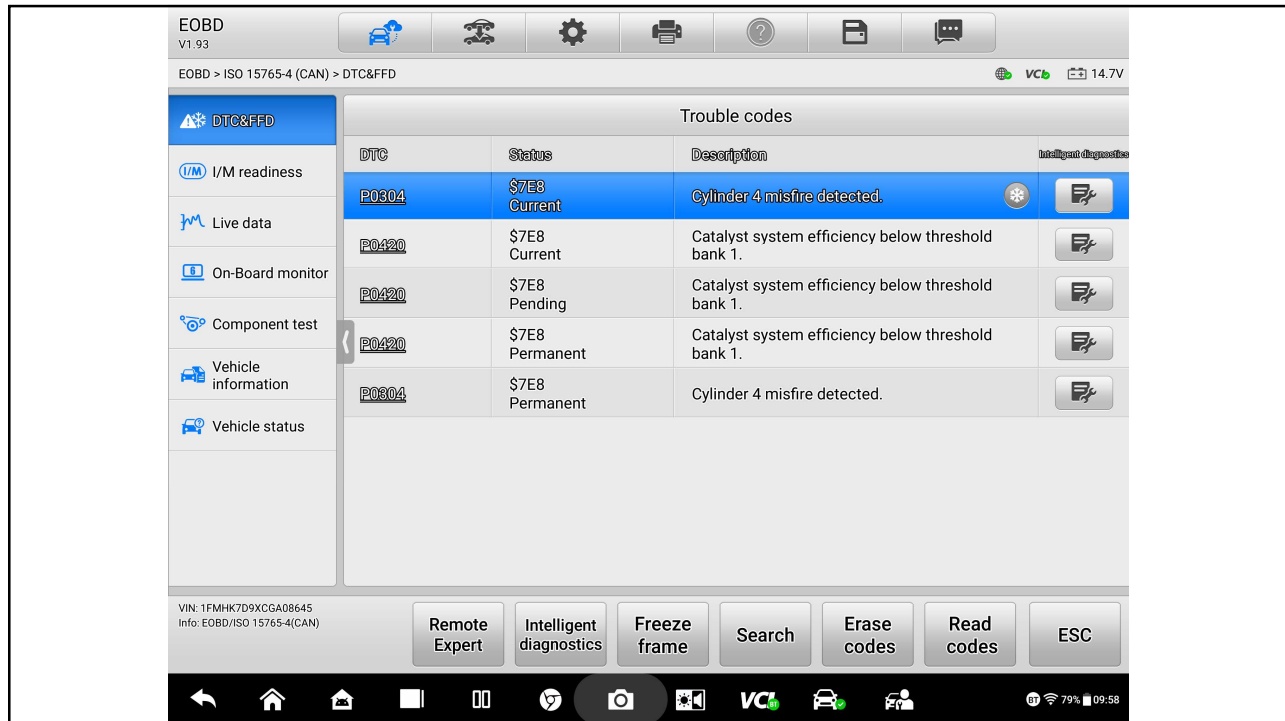 EOBD
V1.93
EOBD > ISO 15765-4 (CAN) > DTC&FFD
VCI 14.7V
DTC&FFD
I/M readiness
Live data
On-Board monitor
Component test
Vehicle
information
Vehicle status
Trouble codes
DTC Status Description Intelligent diagnostics
P0304 $7E8 Current Cylinder 4 misfire detected.
P0420 $7E8 Current Catalyst system efficiency below threshold
bank 1.
P0420 $7E8 Pending Catalyst system efficiency below threshold
bank 1.
P0420 $7E8 Permanent Catalyst system efficiency below threshold
bank 1.
P0304 $7E8 Permanent Cylinder 4 misfire detected.
VIN: 1FMHK7D9XCGA08645
Info: EOBD/ISO 15765-4(CAN)
Remote
Expert
Intelligent
diagnostics
Freeze
frame
Search
Erase
codes
Read
codes
ESC
VCI BT
BT 79% 09:58